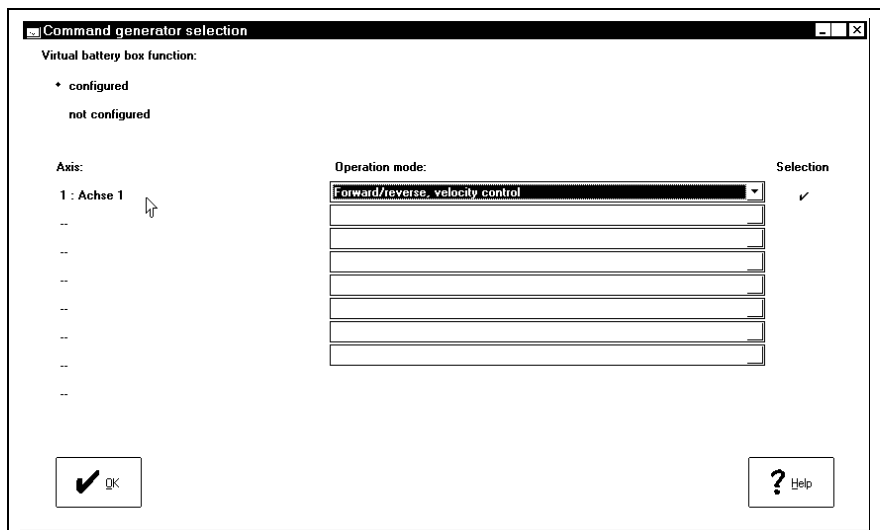 Command generator selection
Virtual battery box function:
configured
not configured
Axis: Operation mode: Selection
1 : Achse 1 Forward/reverse, velocity control
--
--
--
--
--
--
--
--
OK Help